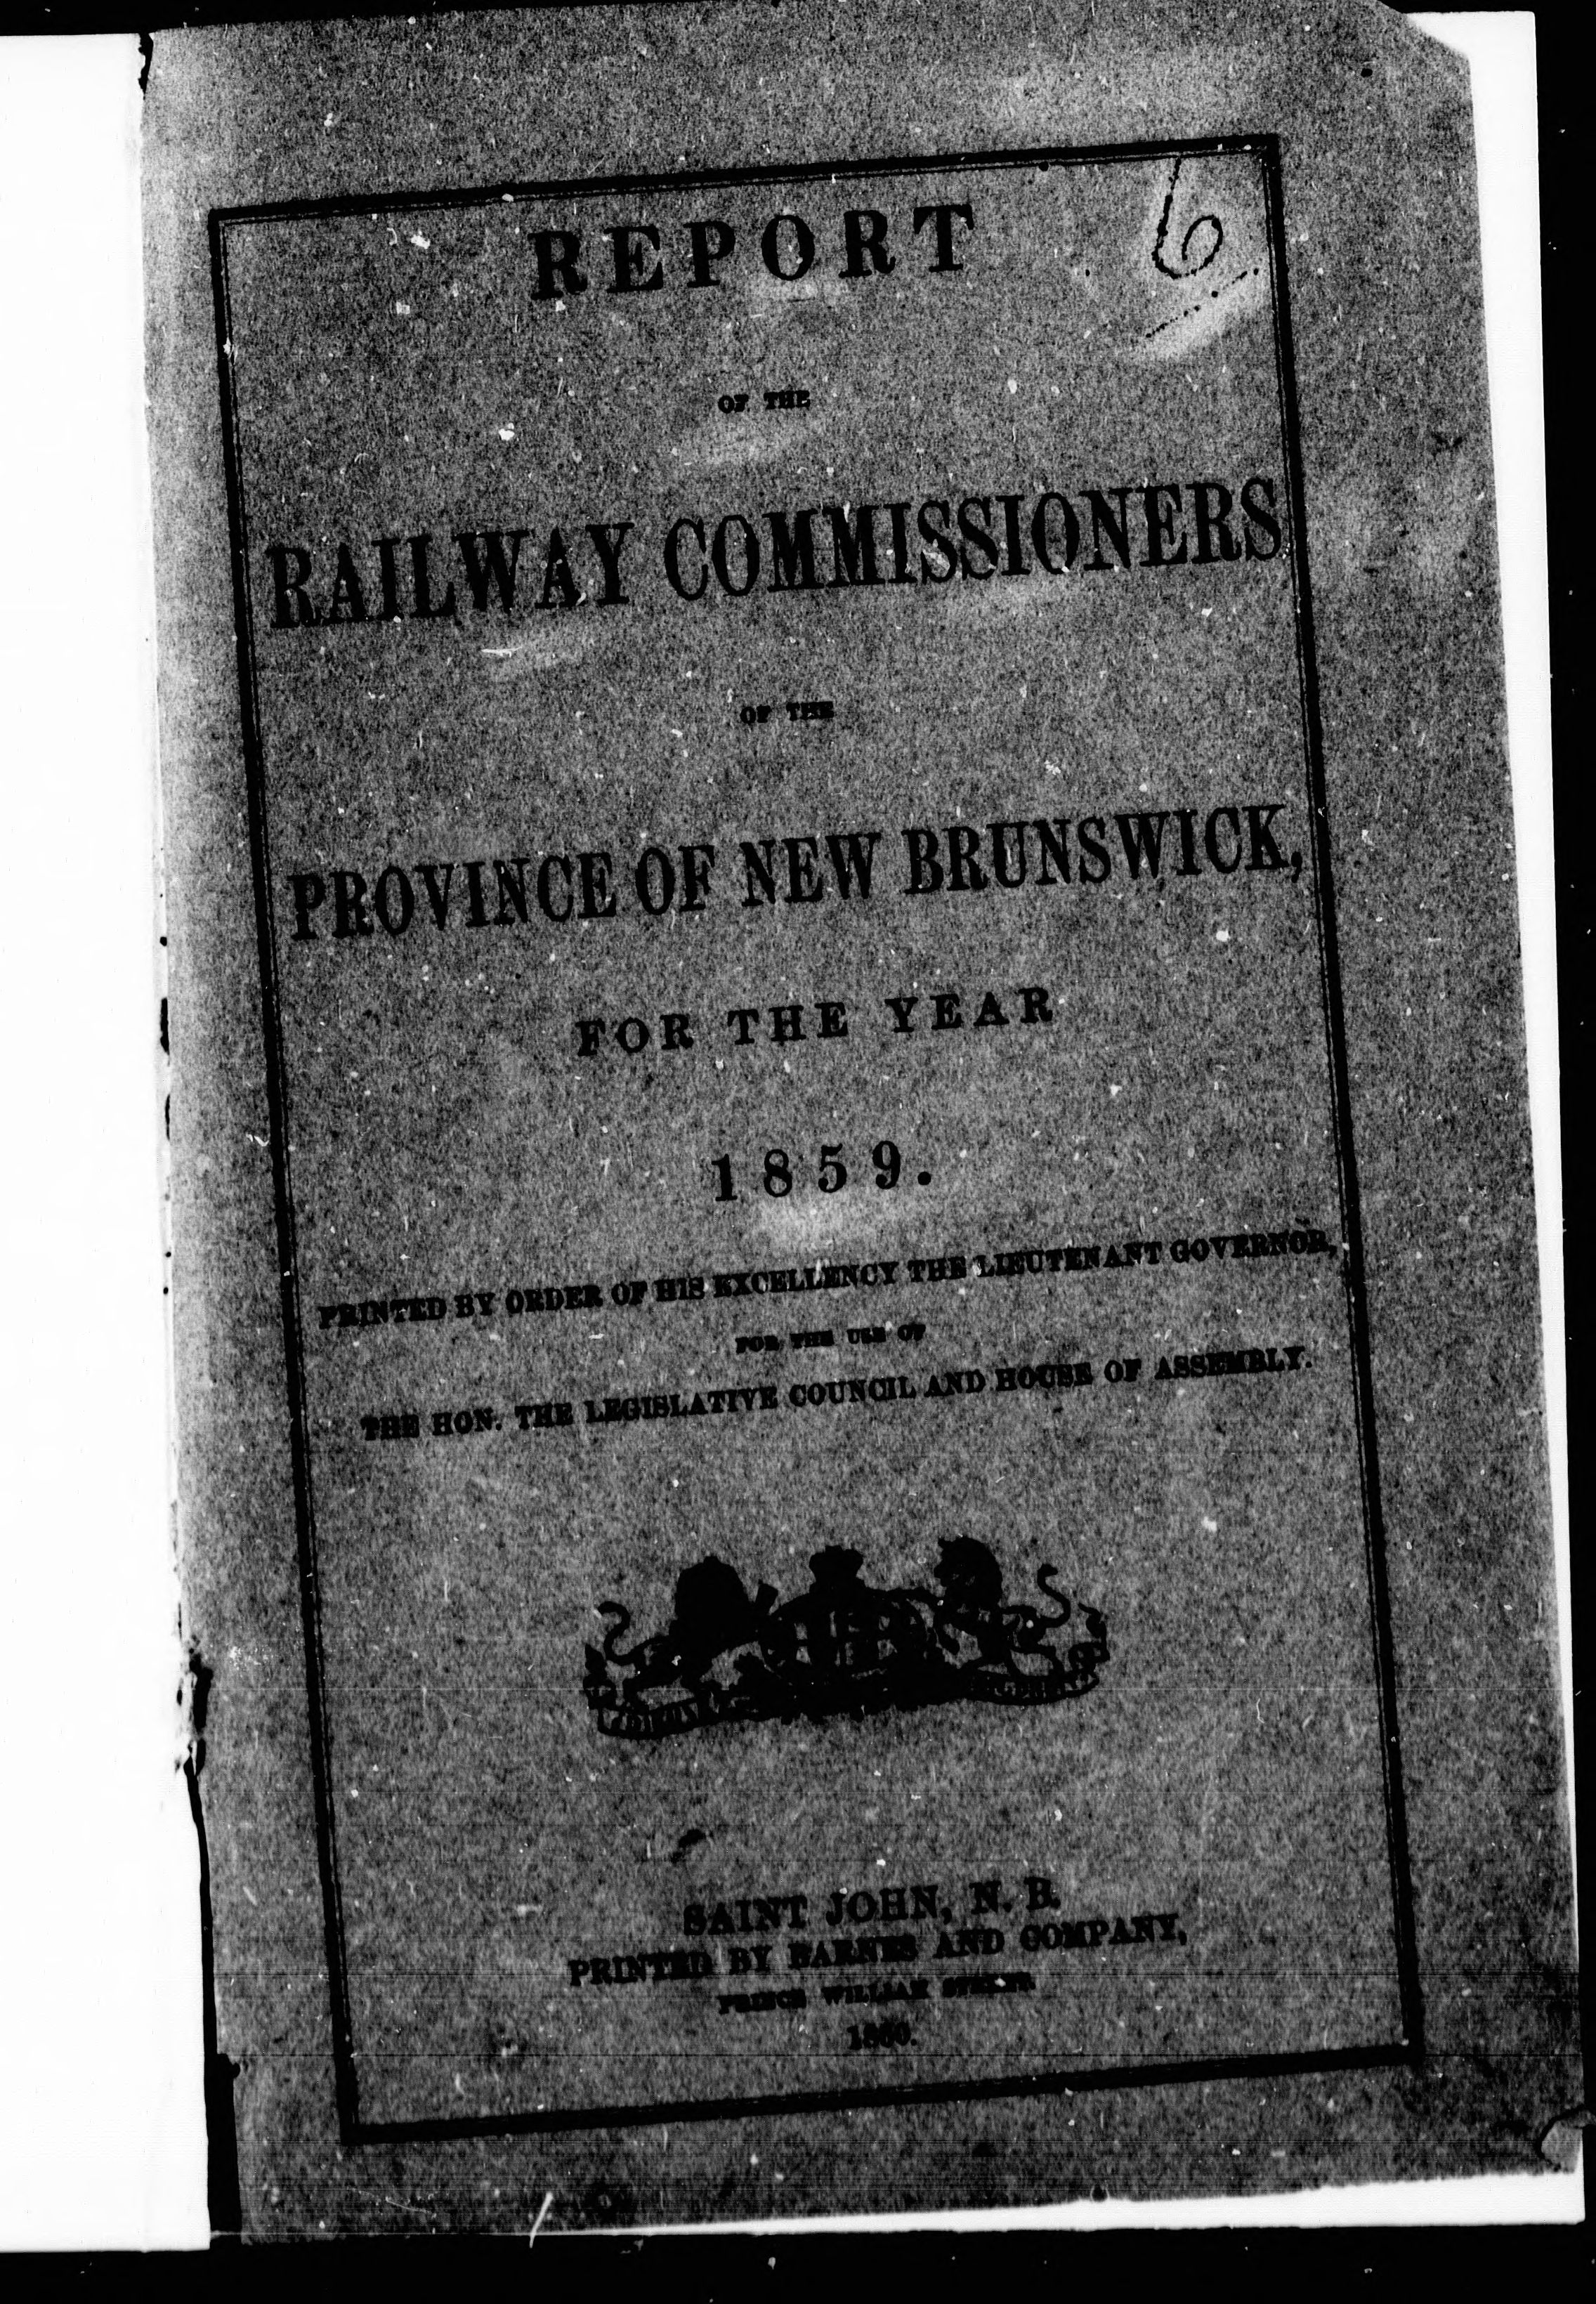 6
REPORT
OF THE
RAILWAY COMMISSIONERS
OF THE
PROVINCE OF NEW BRUNSWICK,
FOR THE YEAR
1859.
PRINTED BY ORDER OF HIS EXCELLENCY THE LIEUTENANT GOVERNOR,
FOR THE USE OF
THE HON. THE LEGISLATIVE COUNCIL AND HOUSE OF ASSEMBLY.
SAINT JOHN, N. B.
PRINTED BY BARNES AND COMPANY,
PRINCE WILLIAM STREET.
1860.